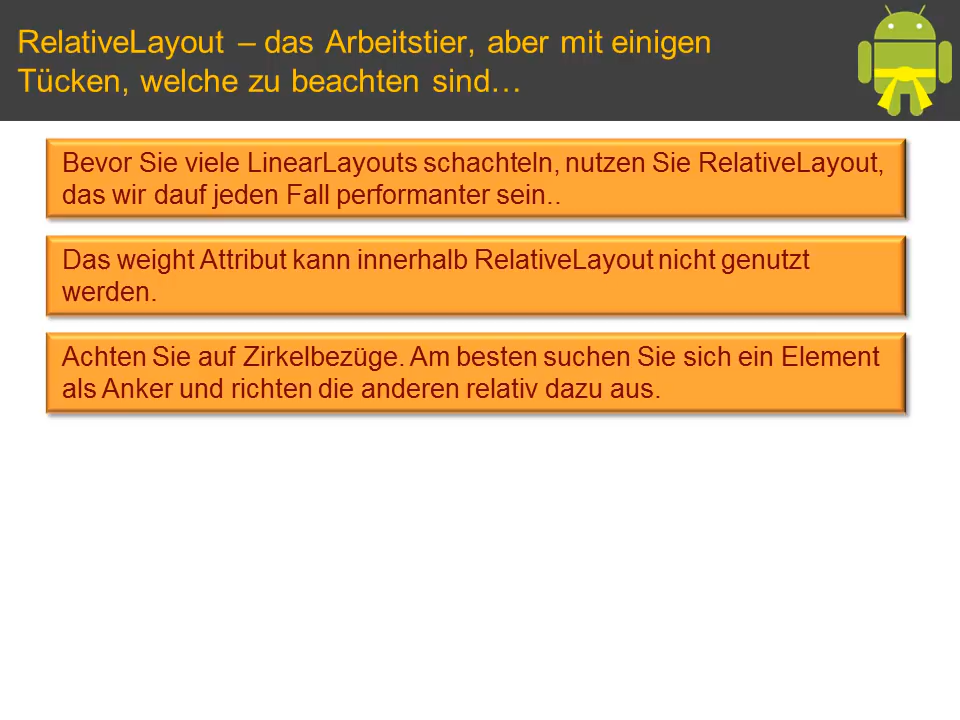 RelativeLayout – das Arbeitstier, aber mit einigen
Tücken, welche zu beachten sind…
Bevor Sie viele LinearLayouts schachteln, nutzen Sie RelativeLayout,
das wir dauf jeden Fall performanter sein..
Das weight Attribut kann innerhalb RelativeLayout nicht genutzt
werden.
Achten Sie auf Zirkelbezüge. Am besten suchen Sie sich ein Element
als Anker und richten die anderen relativ dazu aus.